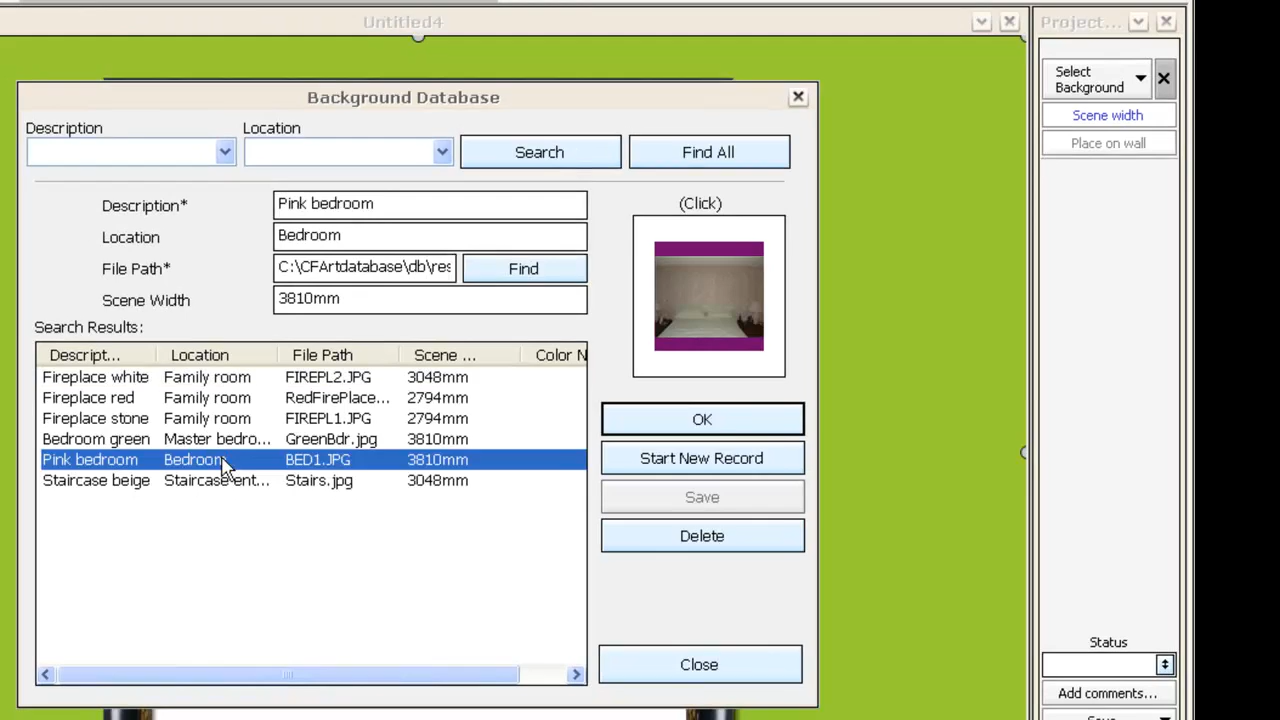 Untitled4
Project...
Select
Background
Scene width
Place on wall
Background Database
Description
Location
Search
Find All
Description*
Pink bedroom
(Click)
Location
Bedroom
File Path*
C:\CFArtdatabase\db\res
Find
Scene Width
3810mm
Search Results:
Descript... Location File Path Scene ... Color N
Fireplace white Family room FIREPL2.JPG 3048mm
Fireplace red Family room RedFirePlace... 2794mm
Fireplace stone Family room FIREPL1.JPG 2794mm
Bedroom green Master bedro... GreenBdr.jpg 3810mm
Pink bedroom Bedroom BED1.JPG 3810mm
Staircase beige Staircase ent... Stairs.jpg 3048mm
OK
Start New Record
Save
Delete
Close
Status
Add comments...
Save